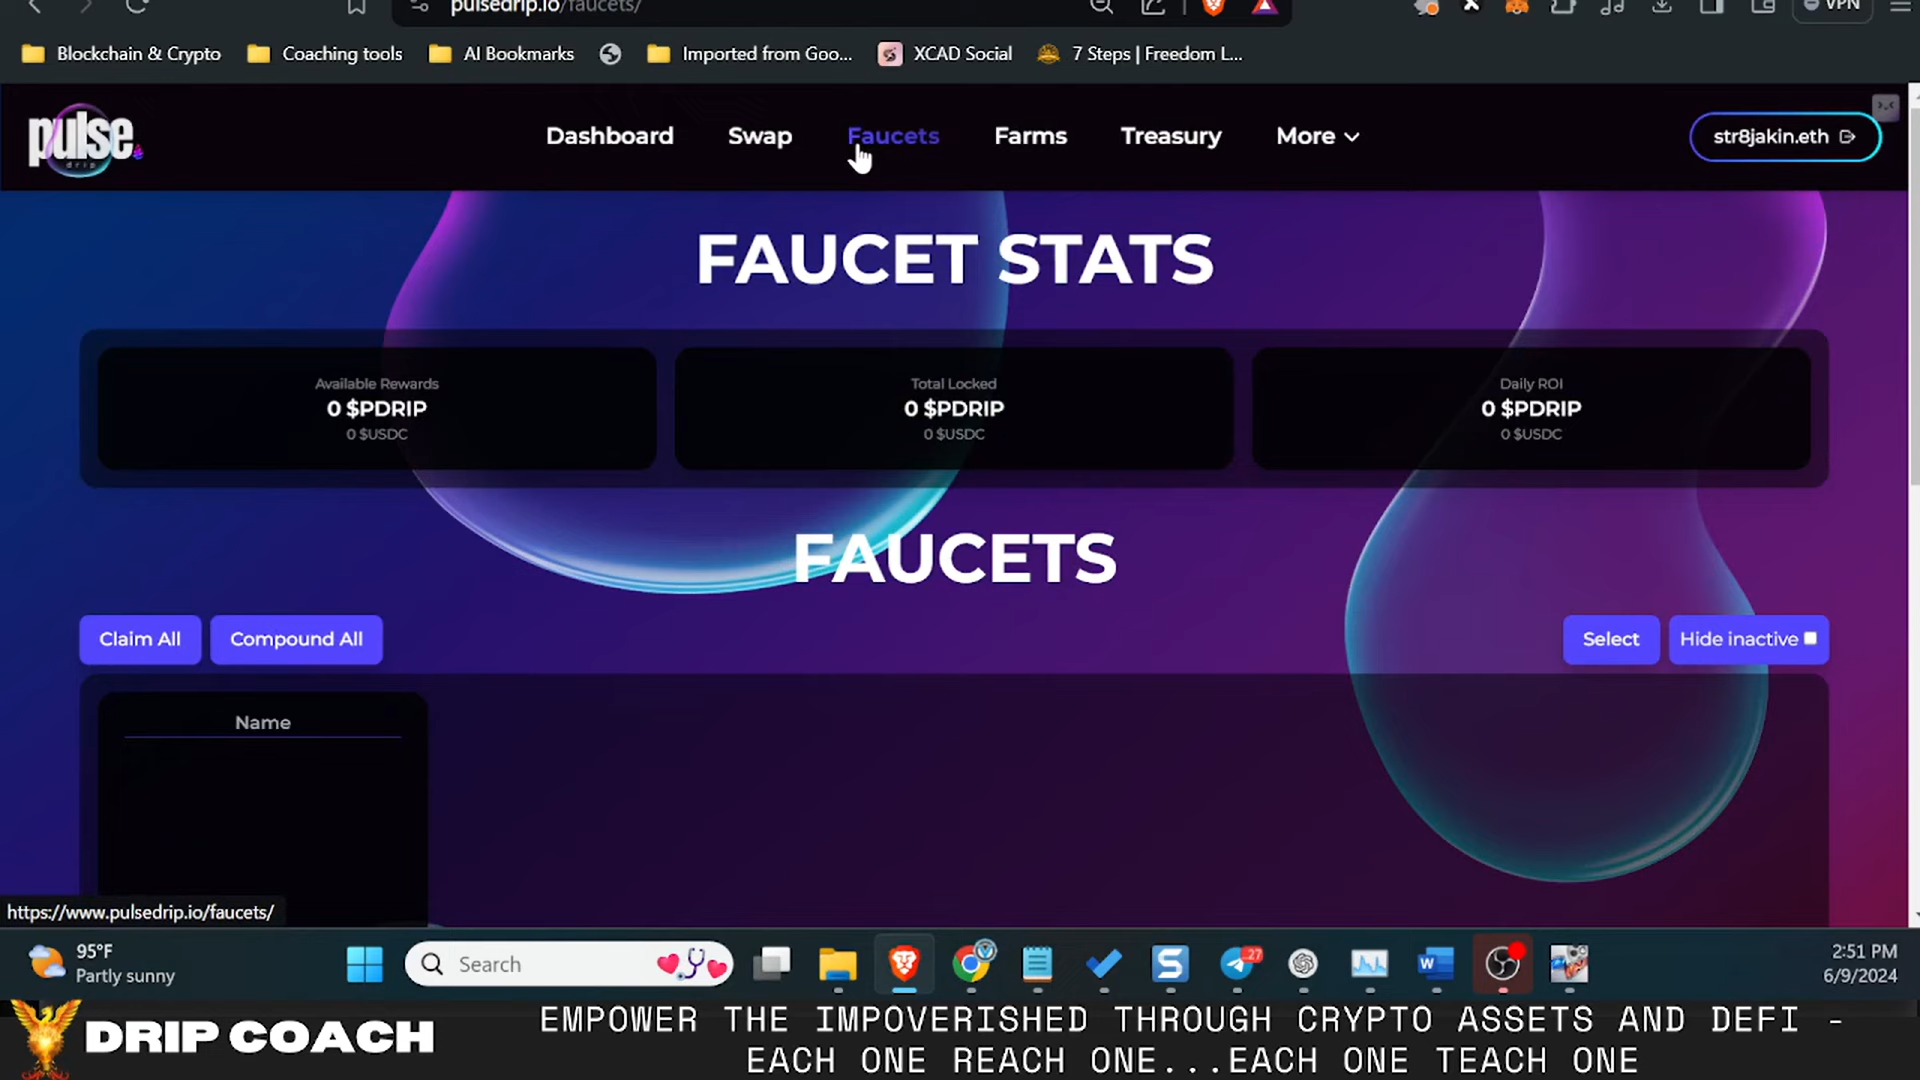 pulsedrip.io/faucets/
VPN
Blockchain & Crypto
Coaching tools
AI Bookmarks
Imported from Goo...
XCAD Social
7 Steps | Freedom L...
pulse.
drip
Dashboard
Swap
Faucets
Farms
Treasury
More
str8jakin.eth
FAUCET STATS
Available Rewards
0 $PDRIP
0 $USDC
Total Locked
0 $PDRIP
0 $USDC
Daily ROI
0 $PDRIP
0 $USDC
FAUCETS
Claim All
Compound All
Select
Hide inactive
Name
https://www.pulsedrip.io/faucets/
95°F
Partly sunny
Search
27
2:51 PM
6/9/2024
DRIP COACH
EMPOWER THE IMPOVERISHED THROUGH CRYPTO ASSETS AND DEFI -
EACH ONE REACH ONE...EACH ONE TEACH ONE